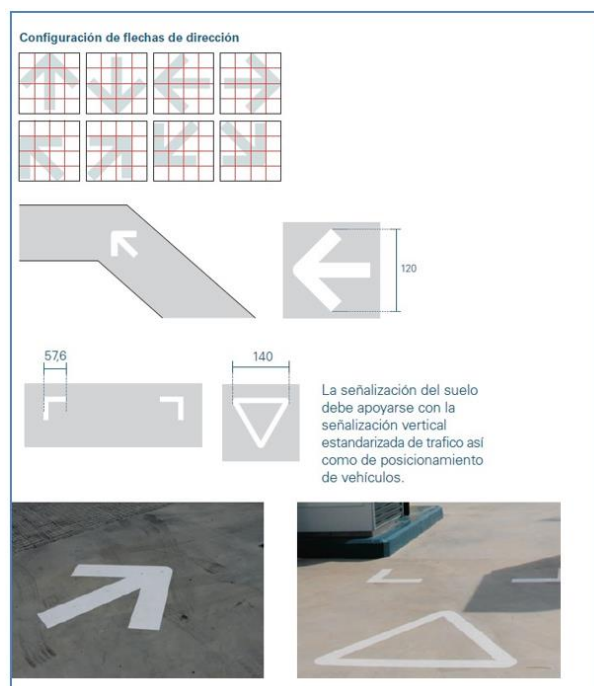 Configuración de flechas de dirección
120
57,6
140
La señalización del suelo
debe apoyarse con la
señalización vertical
estandarizada de trafico así
como de posicionamiento
de vehículos.